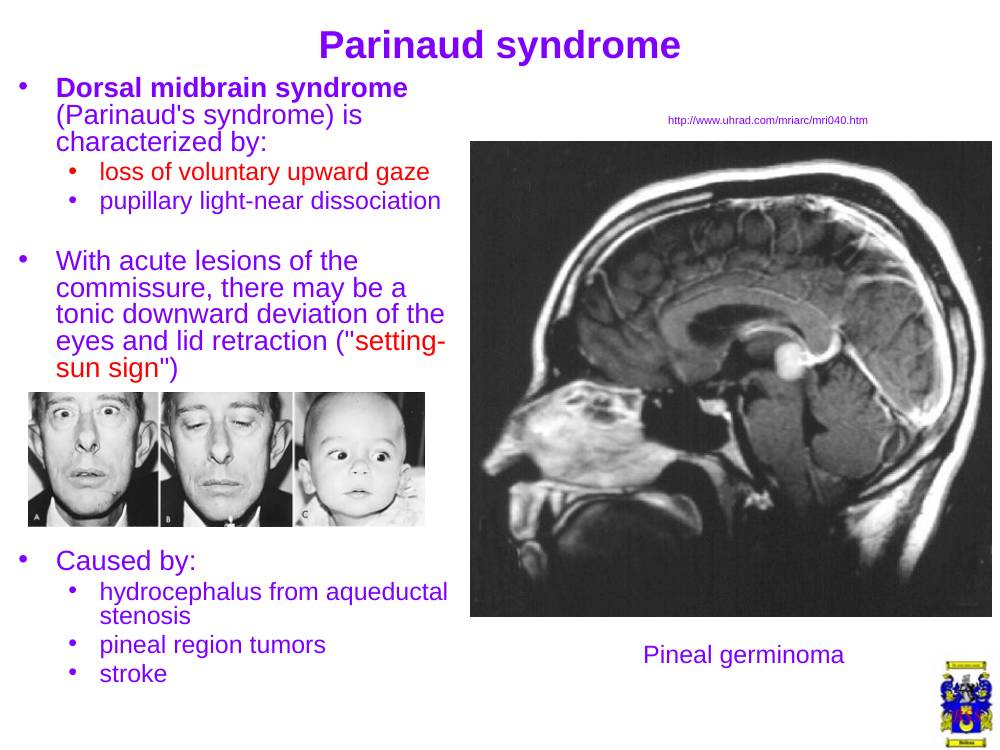 Parinaud syndrome
• Dorsal midbrain syndrome
(Parinaud's syndrome) is
characterized by:
• loss of voluntary upward gaze
• pupillary light-near dissociation
• With acute lesions of the
commissure, there may be a
tonic downward deviation of the
eyes and lid retraction ("setting-
sun sign")
A
B
C
• Caused by:
• hydrocephalus from aqueductal
stenosis
• pineal region tumors
• stroke
http://www.uhrad.com/mriarc/mri040.htm
Pineal germinoma